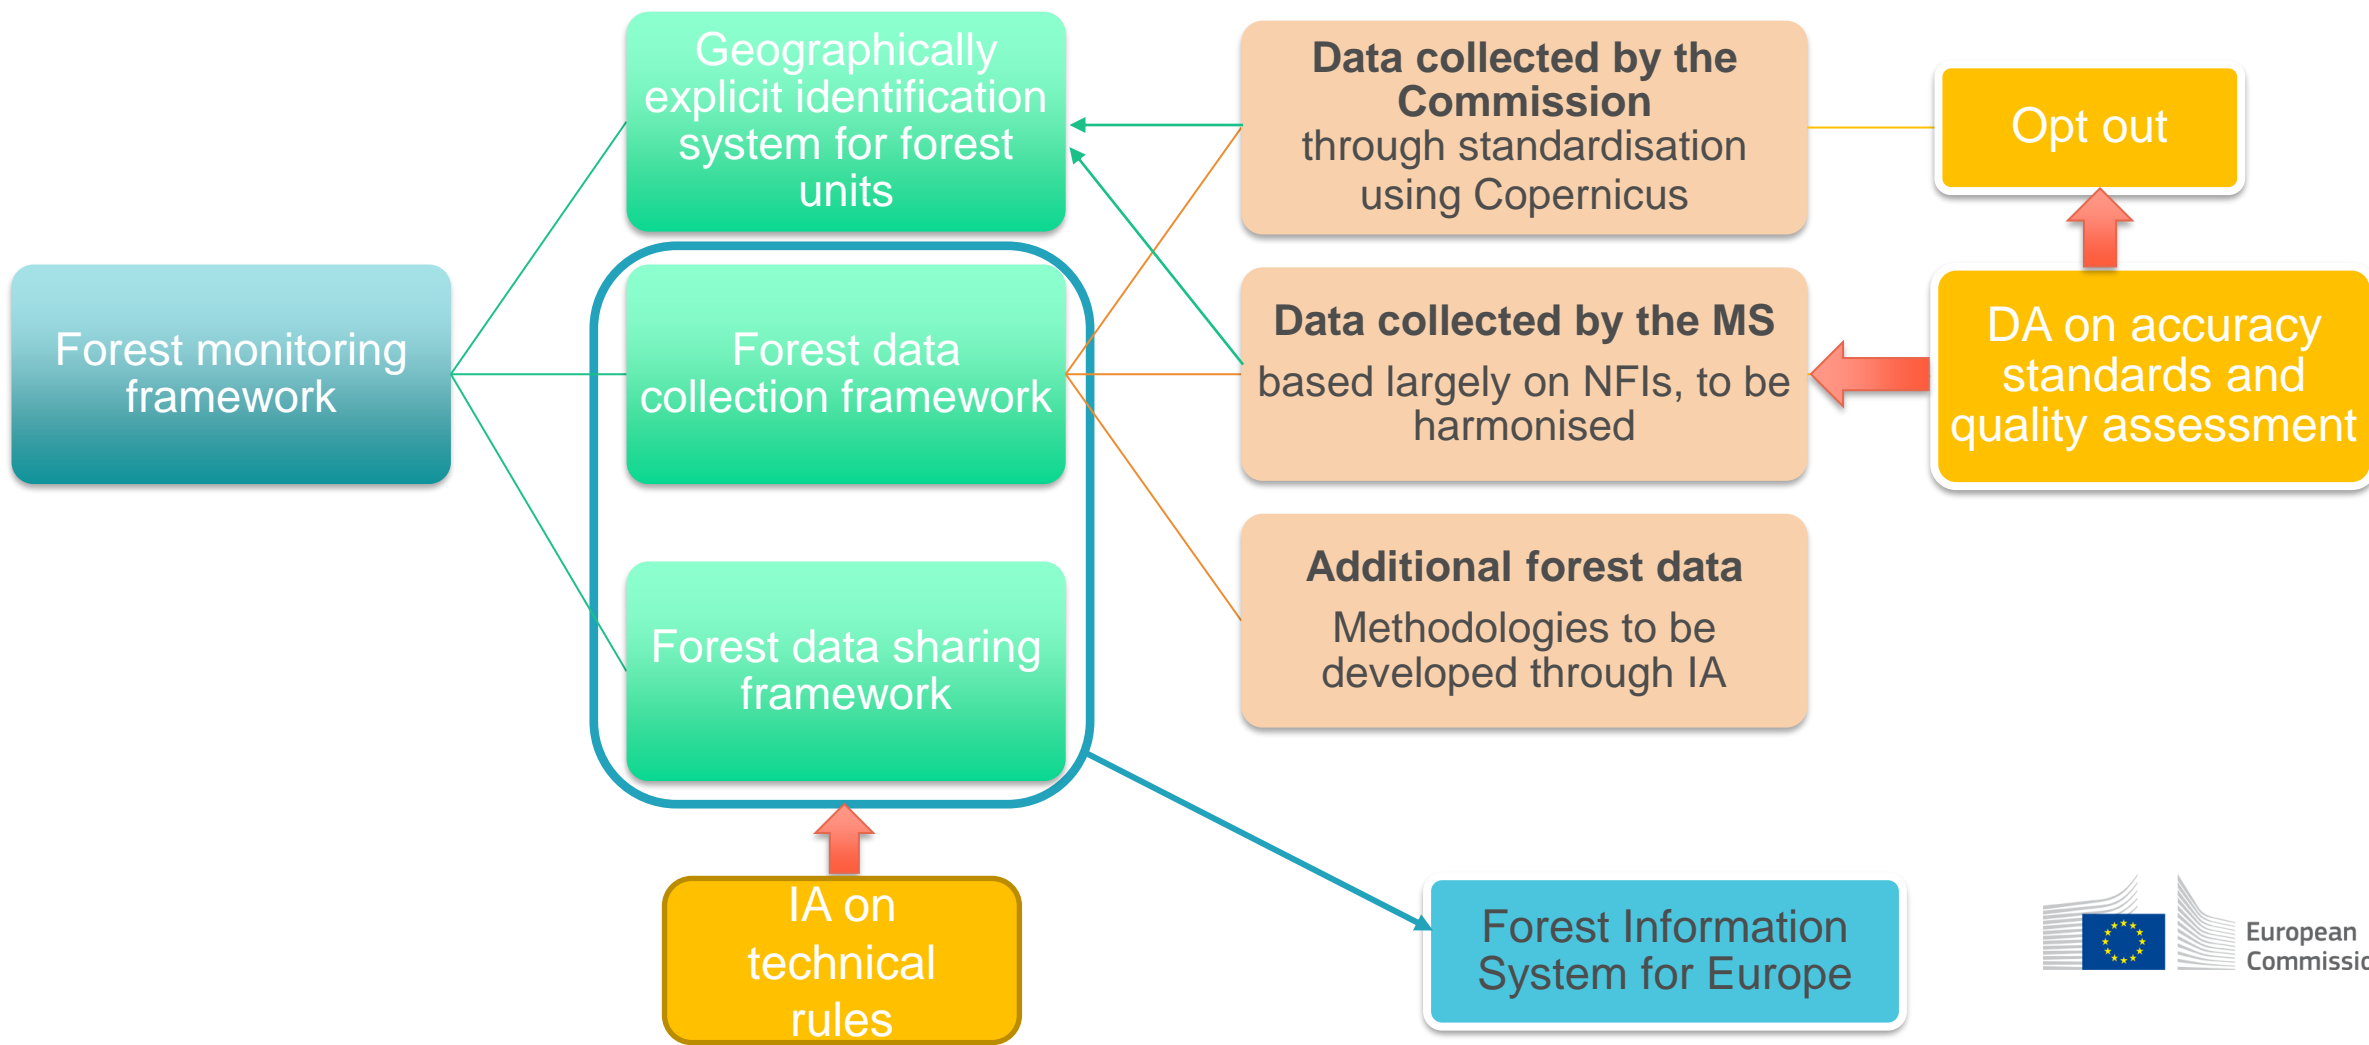 Forest monitoring
framework
Geographically
explicit identification
system for forest
units
Forest data
collection framework
Forest data sharing
framework
IA on
technical
rules
Data collected by the
Commission
through standardisation
using Copernicus
Data collected by the MS
based largely on NFIs, to be
harmonised
Additional forest data
Methodologies to be
developed through IA
Opt out
DA on accuracy
standards and
quality assessment
Forest Information
System for Europe
European
Commissio